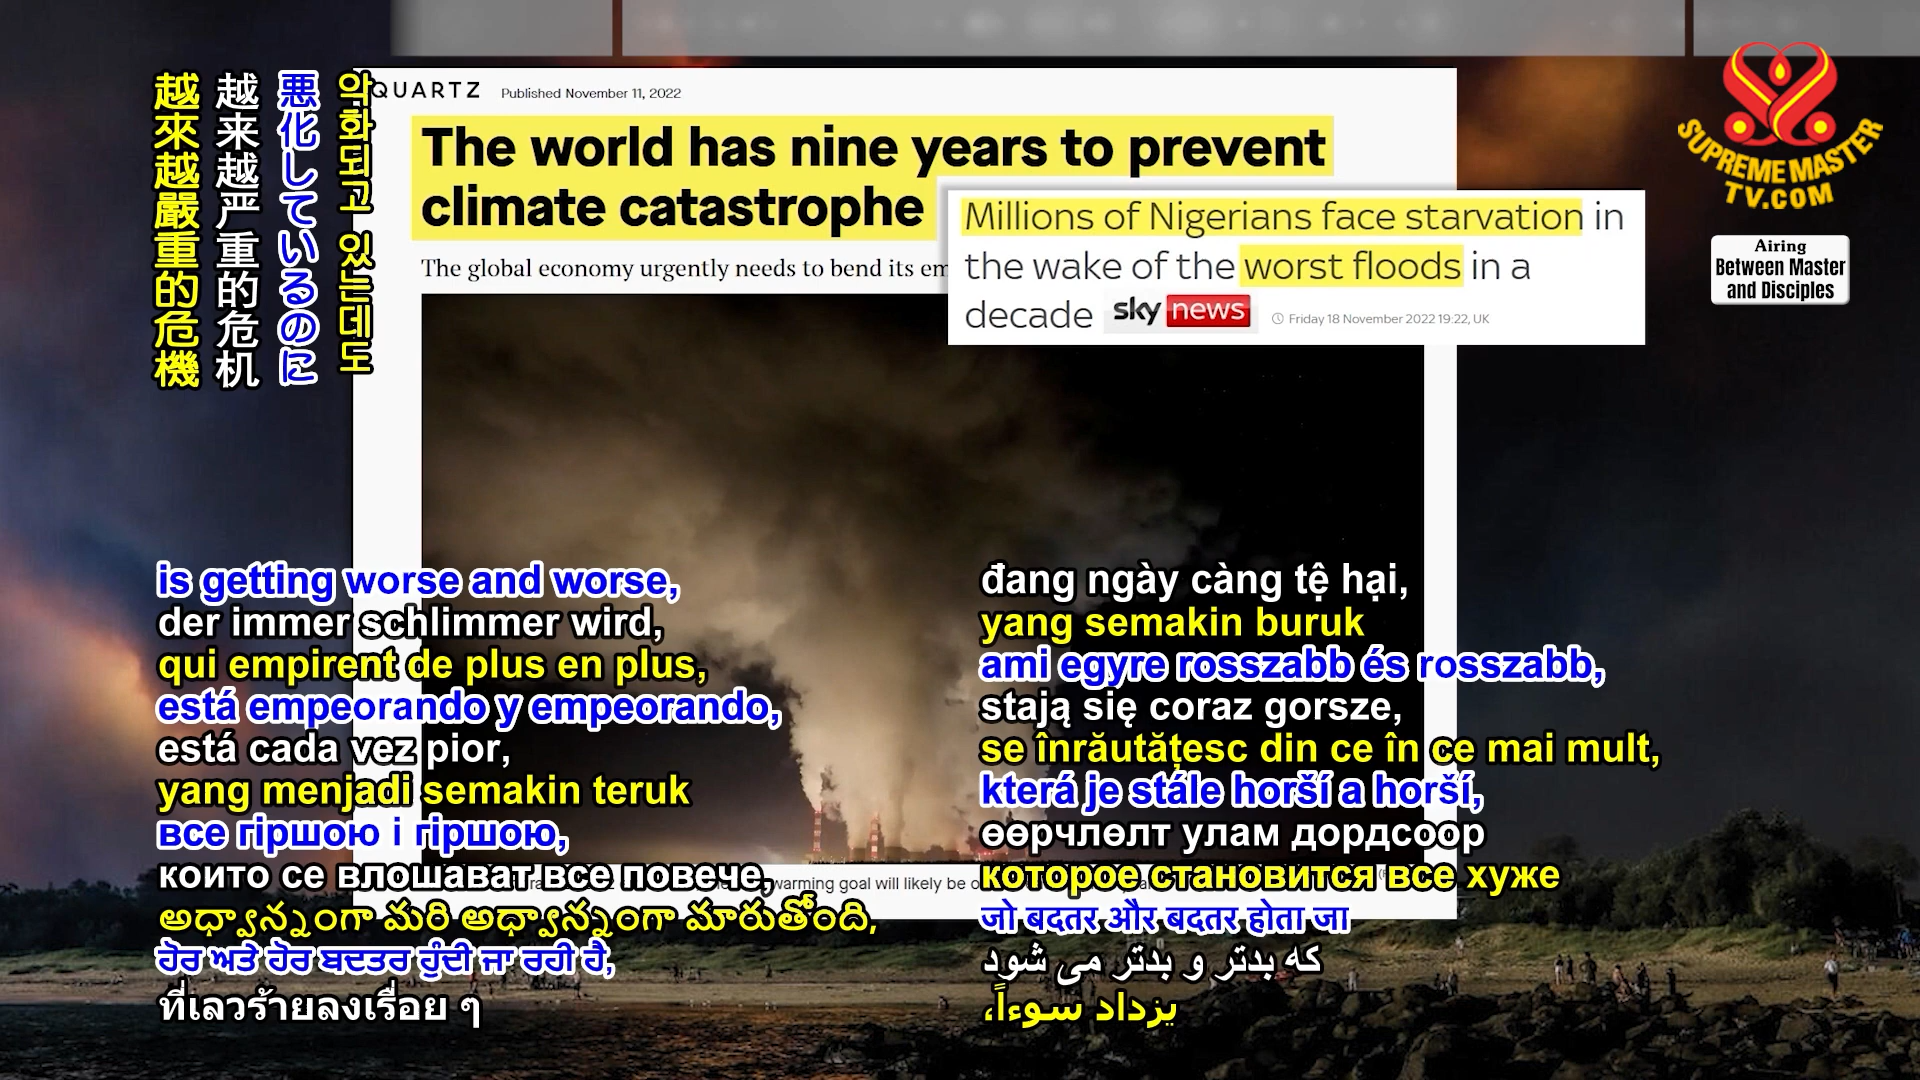 越來越嚴重的危機
越来越严重的危机
悪化しているのに
악화되고 있는데도
QUARTZ Published November 11, 2022
The world has nine years to prevent
climate catastrophe
The global economy urgently needs to bend its em
Millions of Nigerians face starvation in
the wake of the worst floods in a
decade sky news Friday 18 November 2022 19:22, UK
SUPREME MASTER
TV.COM
Airing
Between Master
and Disciples
is getting worse and worse,
der immer schlimmer wird,
qui empirent de plus en plus,
está empeorando y empeorando,
está cada vez pior,
yang menjadi semakin teruk
все гіршою і гіршою,
които се влошават все повече,
warming goal will likely be
అధ్వాన్నంగా మరి అధ్వాన్నంగా మారుతోంది,
ਹੋਰ ਅਤੇ ਹੋਰ ਬਦਤਰ ਹੁੰਦੀ ਜਾ ਰਹੀ ਹੈ,
ที่เลวร้ายลงเรื่อย ๆ
đang ngày càng tệ hại,
yang semakin buruk
ami egyre rosszabb és rosszabb,
stają się coraz gorsze,
se înrăutățesc din ce în ce mai mult,
která je stále horší a horší,
өөрчлөлт улам дордсоор
которое становится все хуже
जो बदतर और बदतर होता जा
که بدتر و بدتر می شود
يزداد سوءاً،